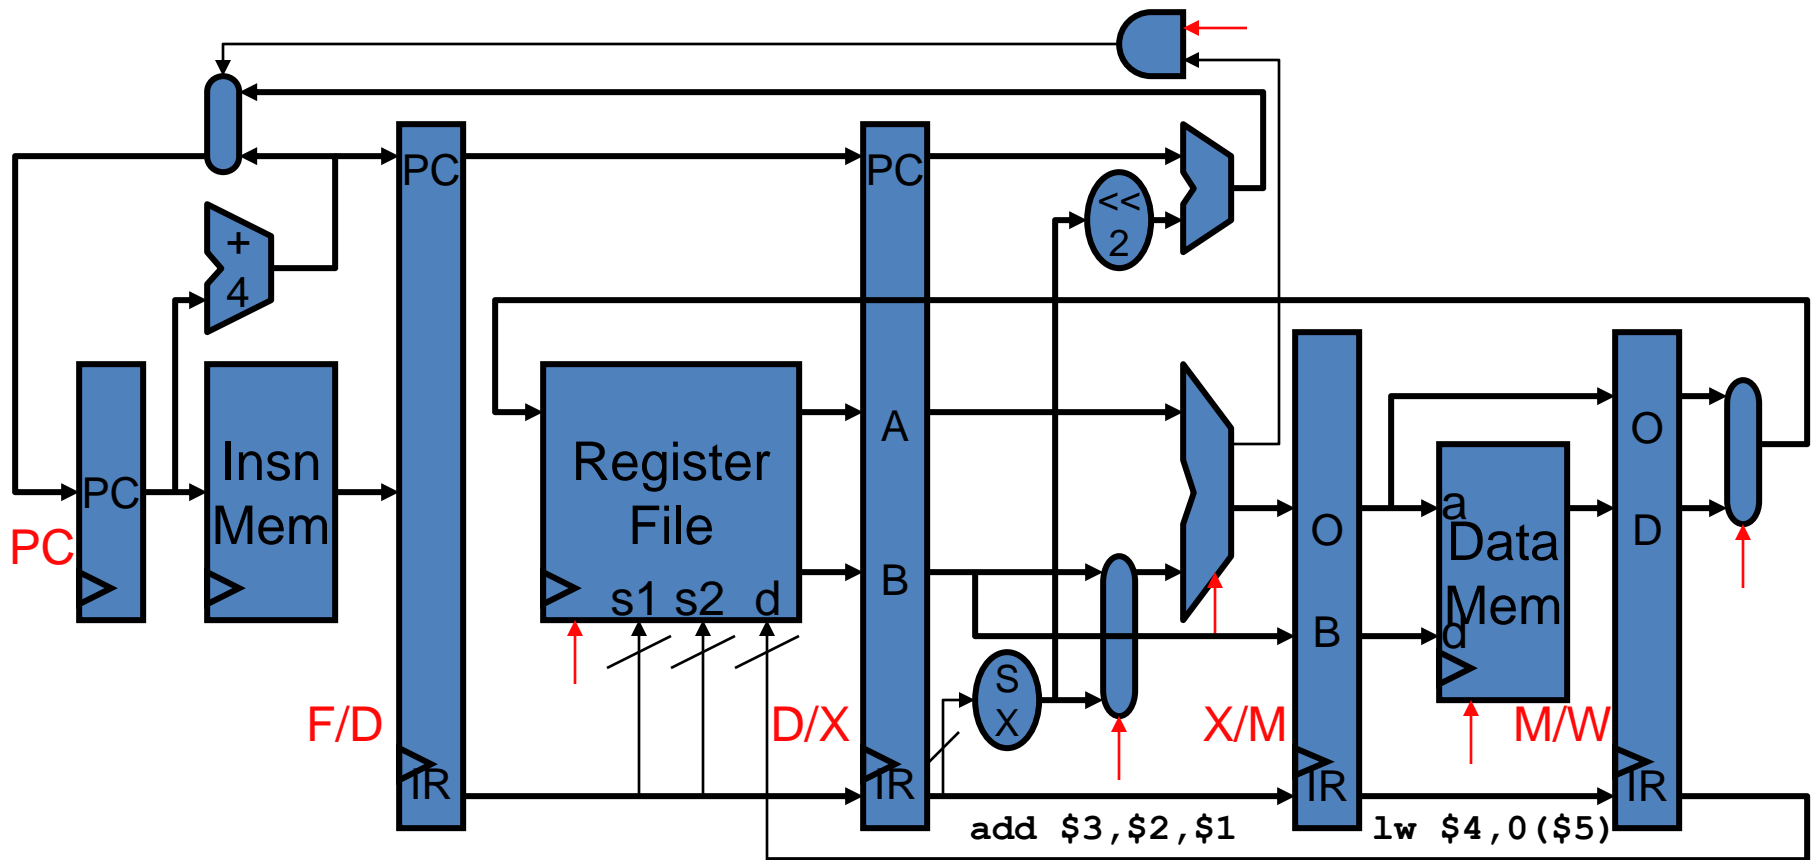 PC
PC
<<
2
+
4
A
O
Insn
Mem
Register
File
PC
PC
a
Data
Mem
d
O
D
B
O
B
s1 s2 d
S
X
F/D
D/X
X/M
M/W
IR
IR
IR
IR
add $3,$2,$1
lw $4,0($5)